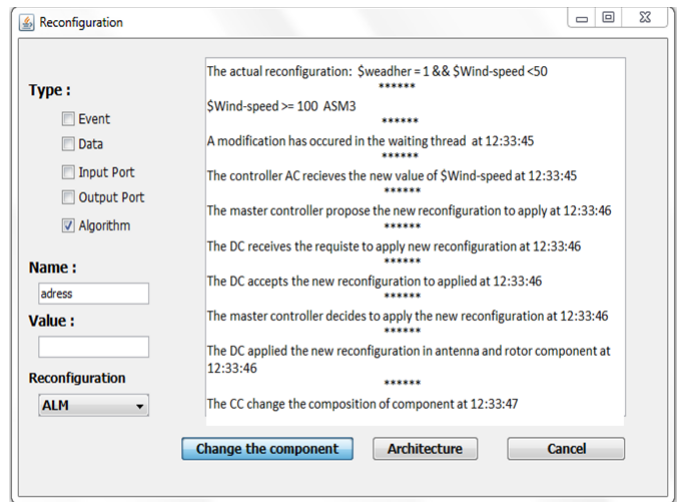 Reconfiguration
Type :
Event
Data
Input Port
Output Port
Algorithm
Name :
adress
Value :
Reconfiguration
ALM
The actual reconfiguration: $weadher = 1 && $Wind-speed <50
******
$Wind-speed >= 100 ASM3
******
A modification has occured in the waiting thread at 12:33:45
******
The controller AC recieves the new value of $Wind-speed at 12:33:45
******
The master controller propose the new reconfiguration to apply at 12:33:46
******
The DC receives the requiste to apply new reconfiguration at 12:33:46
******
The DC accepts the new reconfiguration to applied at 12:33:46
******
The master controller decides to apply the new reconfiguration at 12:33:46
******
The DC applied the new reconfiguration in antenna and rotor component at
12:33:46
******
The CC change the composition of component at 12:33:47
Change the component
Architecture
Cancel